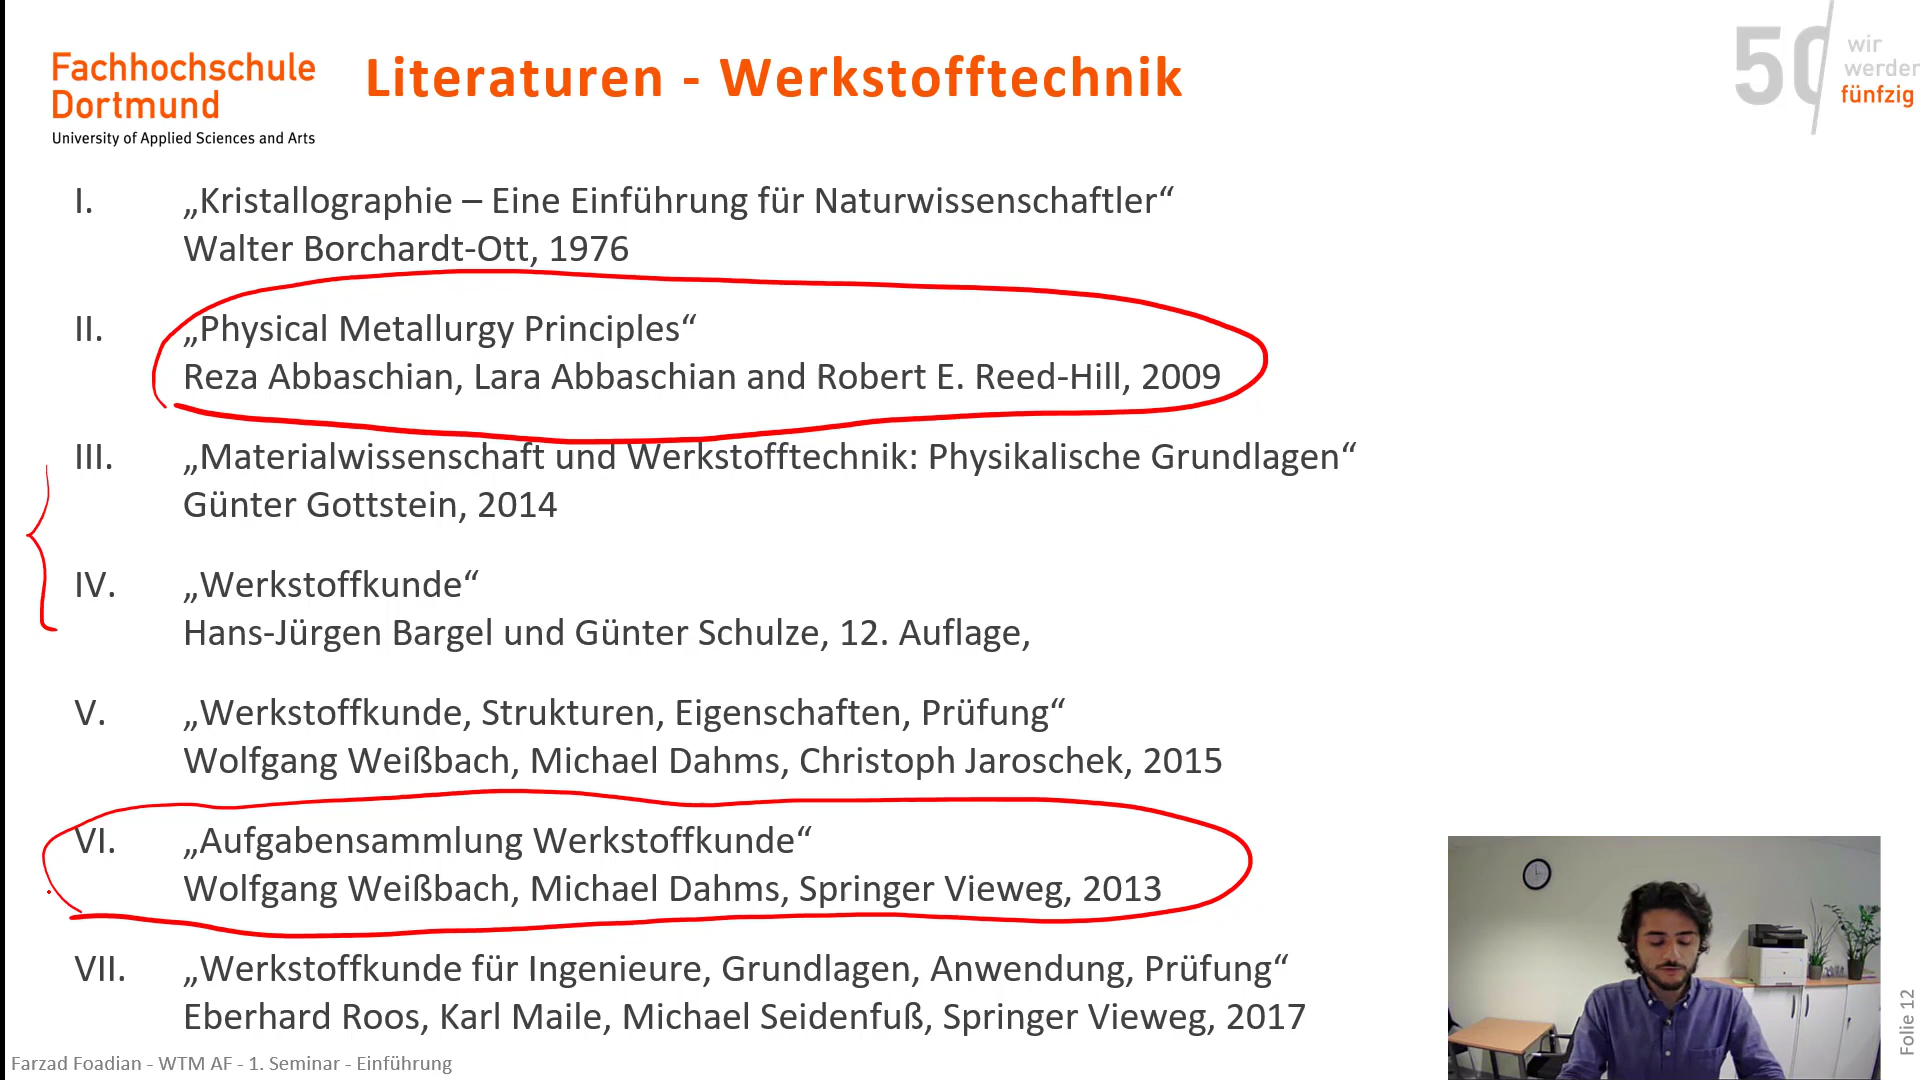 Fachhochschule
Dortmund
University of Applied Sciences and Arts
Literaturen - Werkstofftechnik
50
wir
werden
fünfzig
I. „Kristallographie – Eine Einführung für Naturwissenschaftler“
Walter Borchardt-Ott, 1976
II. „Physical Metallurgy Principles“
Reza Abbaschian, Lara Abbaschian and Robert E. Reed-Hill, 2009
III. „Materialwissenschaft und Werkstofftechnik: Physikalische Grundlagen“
Günter Gottstein, 2014
IV. „Werkstoffkunde“
Hans-Jürgen Bargel und Günter Schulze, 12. Auflage,
V. „Werkstoffkunde, Strukturen, Eigenschaften, Prüfung“
Wolfgang Weißbach, Michael Dahms, Christoph Jaroschek, 2015
VI. „Aufgabensammlung Werkstoffkunde“
Wolfgang Weißbach, Michael Dahms, Springer Vieweg, 2013
VII. „Werkstoffkunde für Ingenieure, Grundlagen, Anwendung, Prüfung“
Eberhard Roos, Karl Maile, Michael Seidenfuß, Springer Vieweg, 2017
Farzad Foadian - WTM AF - 1. Seminar - Einführung
Folie 12